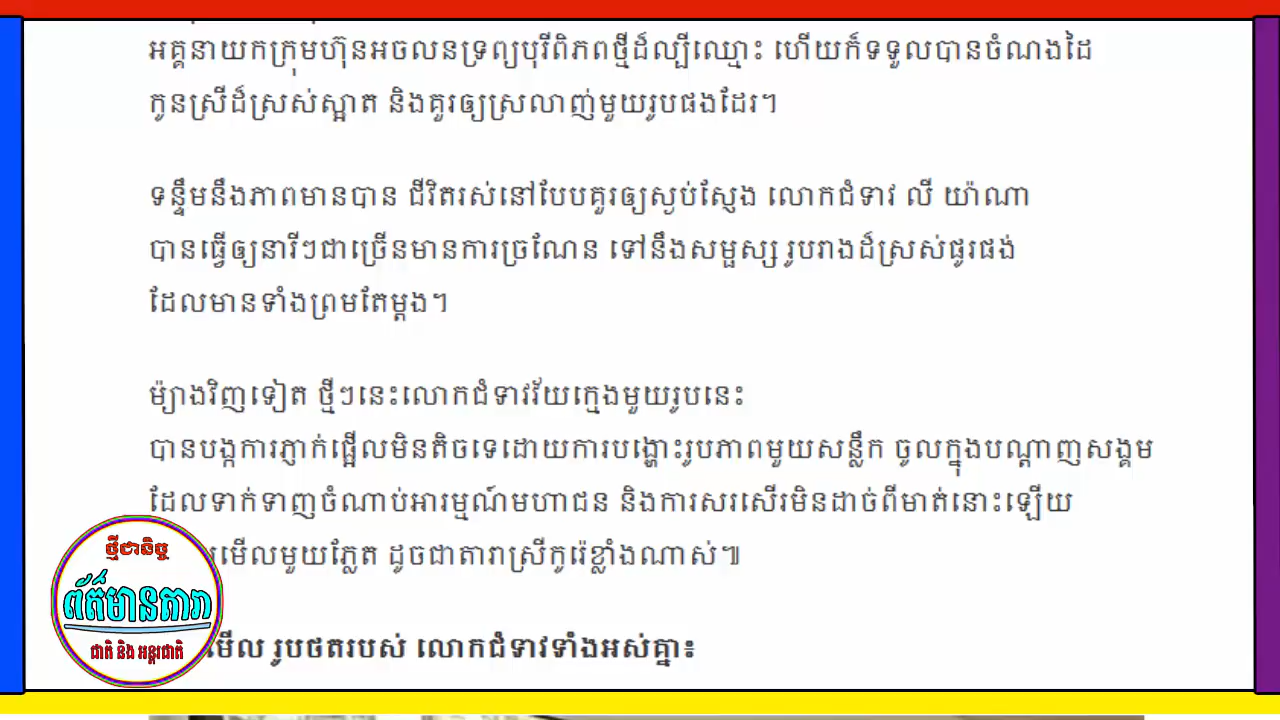 អគ្គនាយកក្រុមហ៊ុនអចលនទ្រព្យបុរីពិភពថ្មីដ៏ល្បីឈ្មោះ ហើយក៏ទទួលបានចំណងដៃ
កូនស្រីដ៏ស្រស់ស្អាត និងគួរឲ្យស្រលាញ់មួយរូបផងដែរ។
ទន្ទឹមនឹងភាពមានបាន ជីវិតរស់នៅបែបគួរឲ្យស្ងប់ស្ញែង លោកជំទាវ លី យ៉ាណា
បានធ្វើឲ្យនារីៗជាច្រើនមានការច្រណែន ទៅនឹងសម្ផស្ស រូបរាងដ៏ស្រស់ផូរផង់
ដែលមានទាំងព្រមតែម្ដង។
ម៉្យាងវិញទៀត ថ្មីៗនេះលោកជំទាវវ័យក្មេងមួយរូបនេះ
បានបង្កការភ្ញាក់ផ្អើលមិនតិចទេដោយការបង្ហោះរូបភាពមួយសន្លឹក ចូលក្នុងបណ្ដាញសង្គម
ដែលទាក់ទាញចំណាប់អារម្មណ៍មហាជន និងការសរសើរមិនដាច់ពីមាត់នោះឡើយ
មើលមួយភ្លែត ដូចជាតារាស្រីកូរ៉េខ្លាំងណាស់៕
មើល រូបថតរបស់ លោកជំទាវទាំងអស់គ្នា៖
ថ្មីជានិច្ច
ព័ត៌មានតារា
ជាតិ និង អន្តរជាតិ